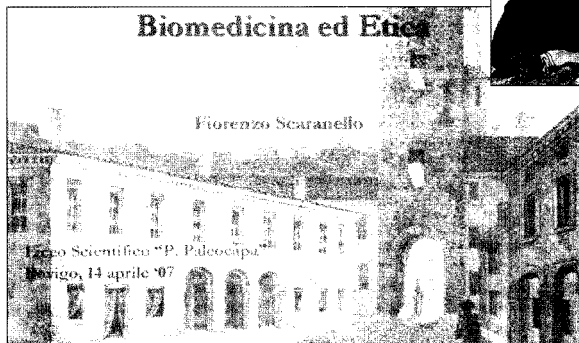 Biomedicina ed Etica
Fiorenzo Scaranello
Liceo Scientifico "P. Paleocapa"
Rovigo, 14 aprile '07